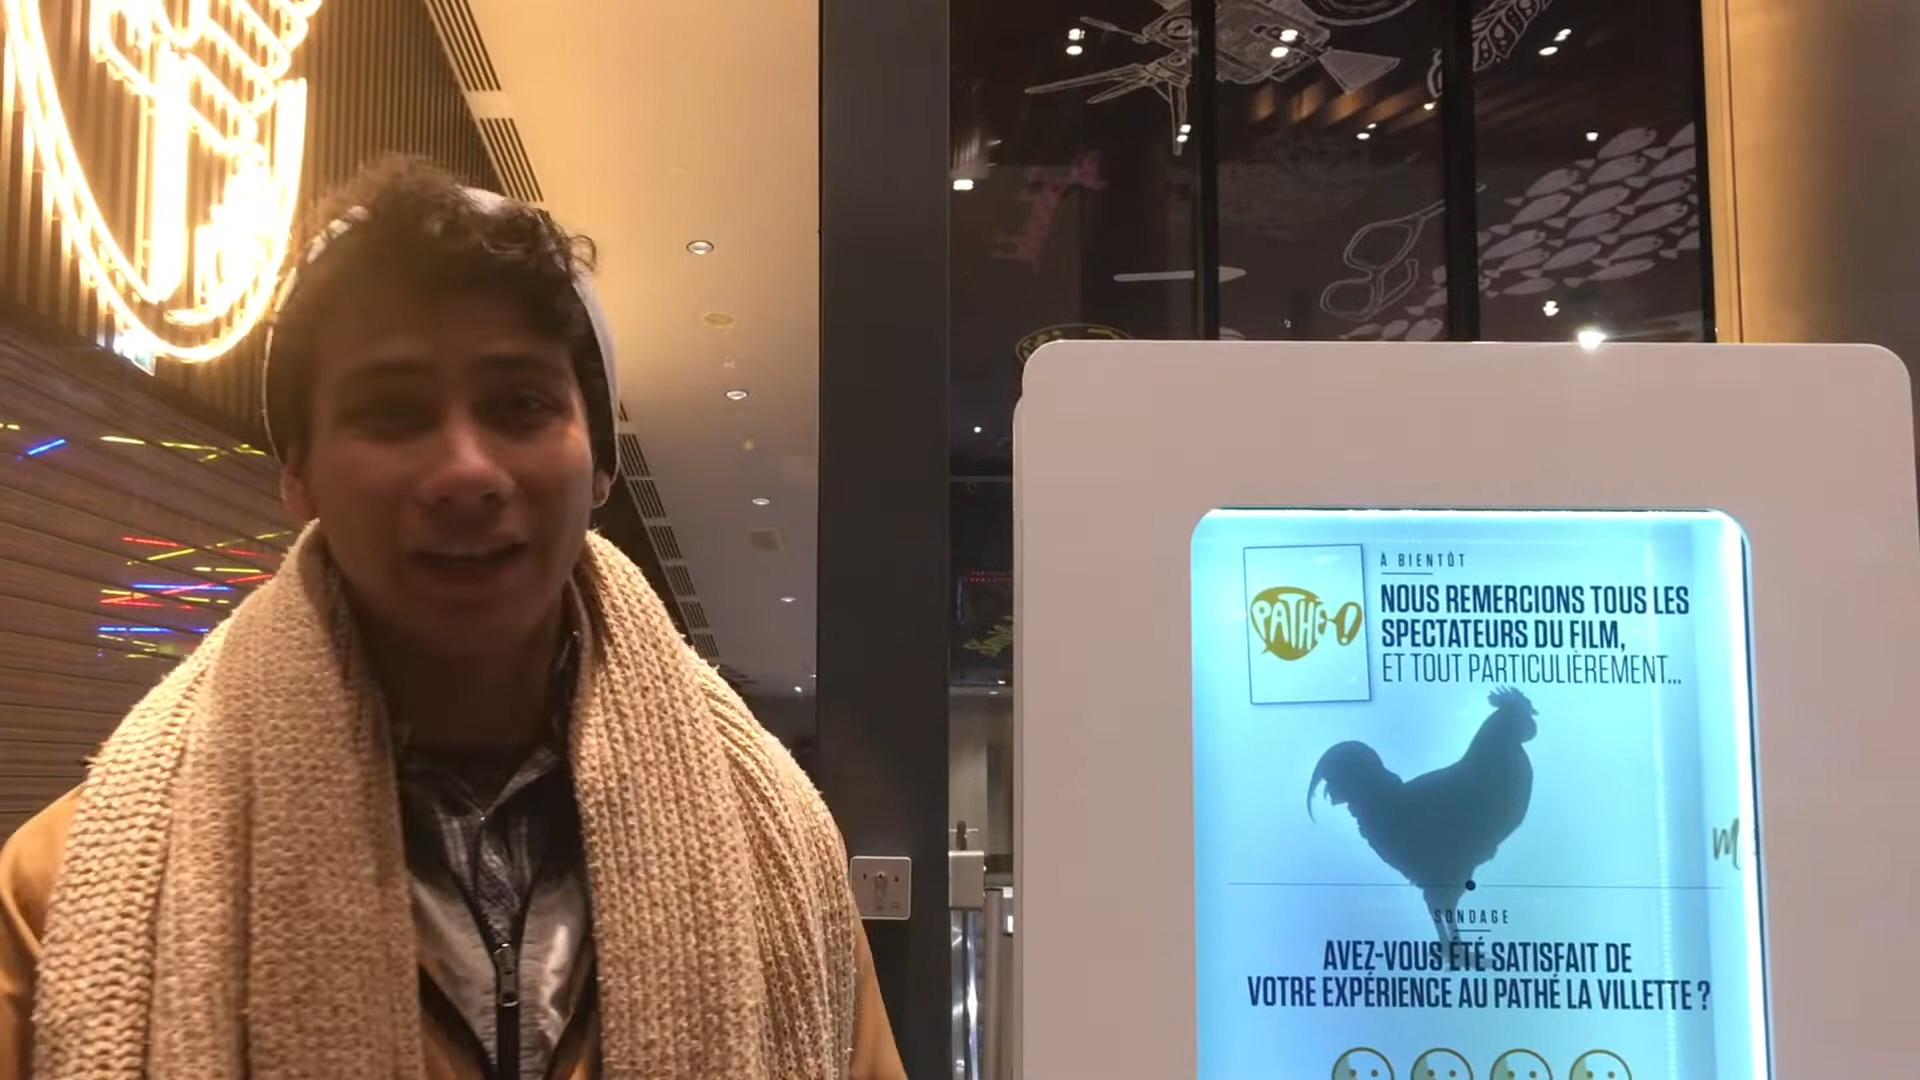 À BIENTÔT
PATHÉ!
NOUS REMERCIONS TOUS LES
SPECTATEURS DU FILM,
ET TOUT PARTICULIÈREMENT...
SONDAGE
AVEZ-VOUS ÉTÉ SATISFAIT DE
VOTRE EXPÉRIENCE AU PATHÉ LA VILLETTE ?